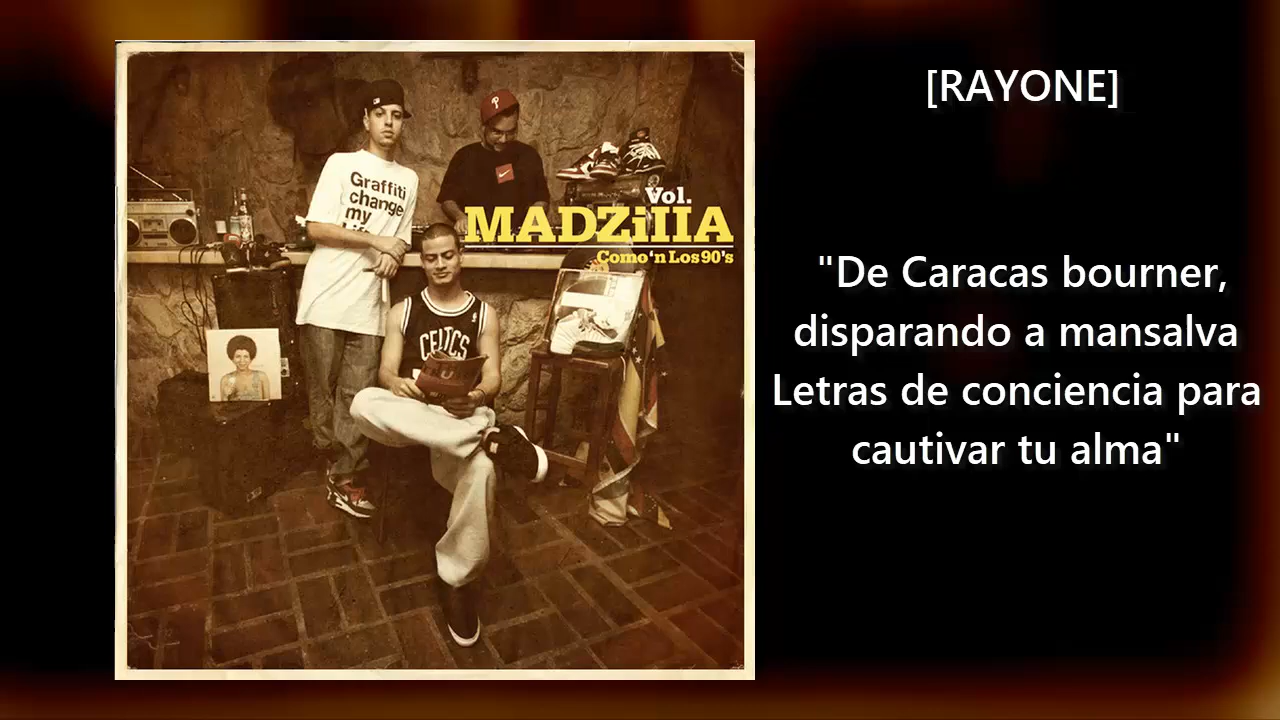 [RAYONE]
"De Caracas bourner,
disparando a mansalva
Letras de conciencia para
cautivar tu alma"
Vol.
MADZiIIA
Como'n Los 90's
Graffiti
change
my
CELTCS